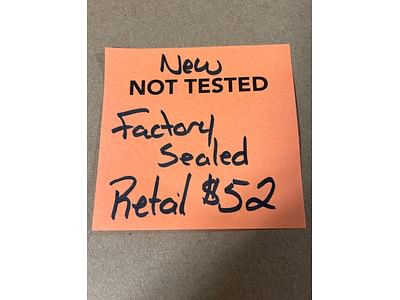 New
NOT TESTED
Factory
Sealed
Retail $52